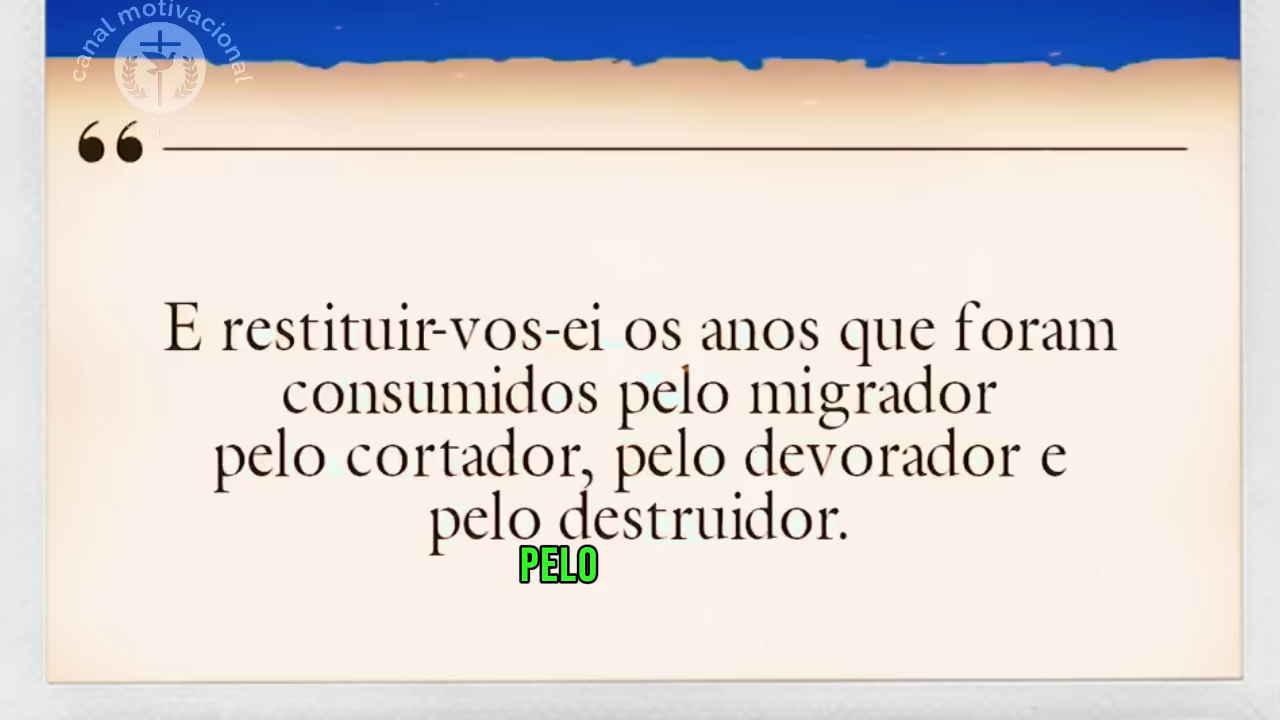 canal motivacional
“
E restituir-vos-ei os anos que foram
consumidos pelo migrador
pelo cortador, pelo devorador e
pelo destruidor.
PELO